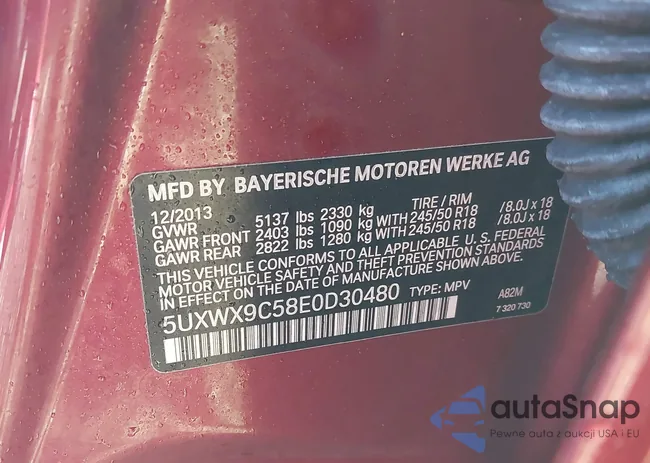 MFD BY BAYERISCHE MOTOREN WERKE AG
12/2013 TIRE / RIM
GVWR 5137 lbs 2330 kg
GAWR FRONT 2403 lbs 1090 kg WITH 245/50 R18 /8.0J x 18
GAWR REAR 2822 lbs 1280 kg WITH 245/50 R18 /8.0J x 18
THIS VEHICLE CONFORMS TO ALL APPLICABLE U. S. FEDERAL
MOTOR VEHICLE SAFETY AND THEFT PREVENTION STANDARDS
IN EFFECT ON THE DATE OF MANUFACTURE SHOWN ABOVE.
5UXWX9C58E0D30480 TYPE: MPV A82M
7 320 730
autaSnap
Pewne auta z aukcji USA i EU